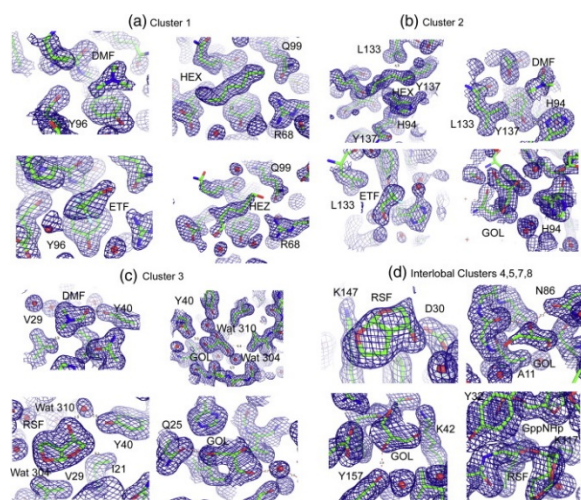 (a) Cluster 1
DMF
Y96
HEX
Q99
R68
ETF
Y96
Q99
HEZ
R68
(b) Cluster 2
L133
HEX
Y137
H94
Y137
DMF
H94
L133
Y137
L133
ETF
GOL
H94
(c) Cluster 3
DMF
V29
Y40
Y40
Wat 310
GOL
Wat 304
Wat 310
RSF
Y40
Wat 304
V29
I21
Q25
GOL
(d) Interlobal Clusters 4,5,7,8
K147
RSF
D30
N86
GOL
A11
K42
GOL
Y157
Y32
GppNHp
RSF